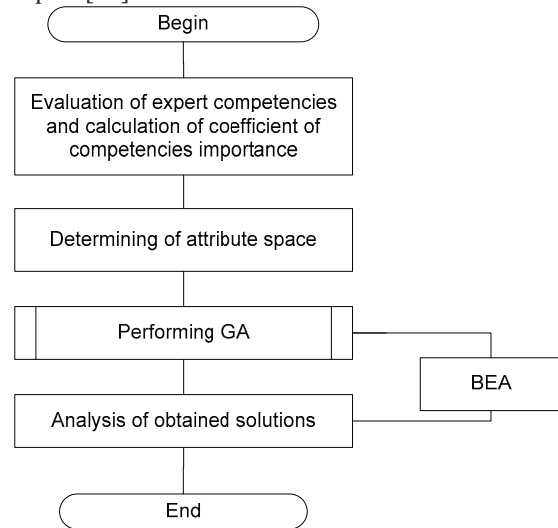 Begin
Evaluation of expert competencies
and calculation of coefficient of
competencies importance
Determining of attribute space
Performing GA
BEA
Analysis of obtained solutions
End